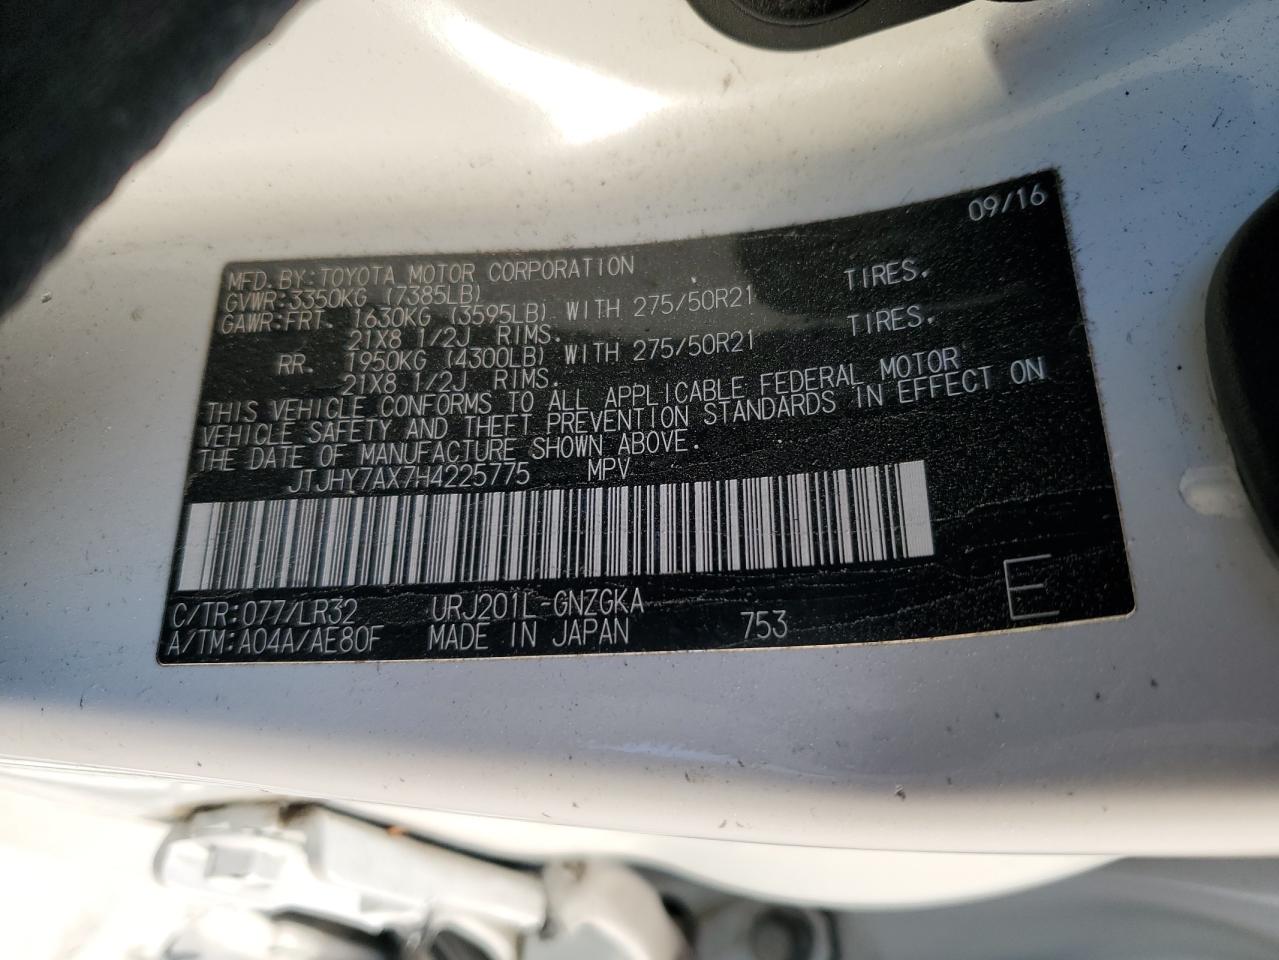 09/16
MFD.BY:TOYOTA MOTOR CORPORATION
GVWR:3350KG (7385LB)
GAWR:FRT. 1630KG (3595LB) WITH 275/50R21 TIRES.
21X8 1/2J RIMS.
RR. 1950KG (4300LB) WITH 275/50R21 TIRES.
21X8 1/2J RIMS.
THIS VEHICLE CONFORMS TO ALL APPLICABLE FEDERAL MOTOR
VEHICLE SAFETY AND THEFT PREVENTION STANDARDS IN EFFECT ON
THE DATE OF MANUFACTURE SHOWN ABOVE.
JTJHY7AX7H4225775 MPV
C/TR:077/LR32 URJ201L-GNZGKA
A/TM:A04A/AE80F MADE IN JAPAN 753 E